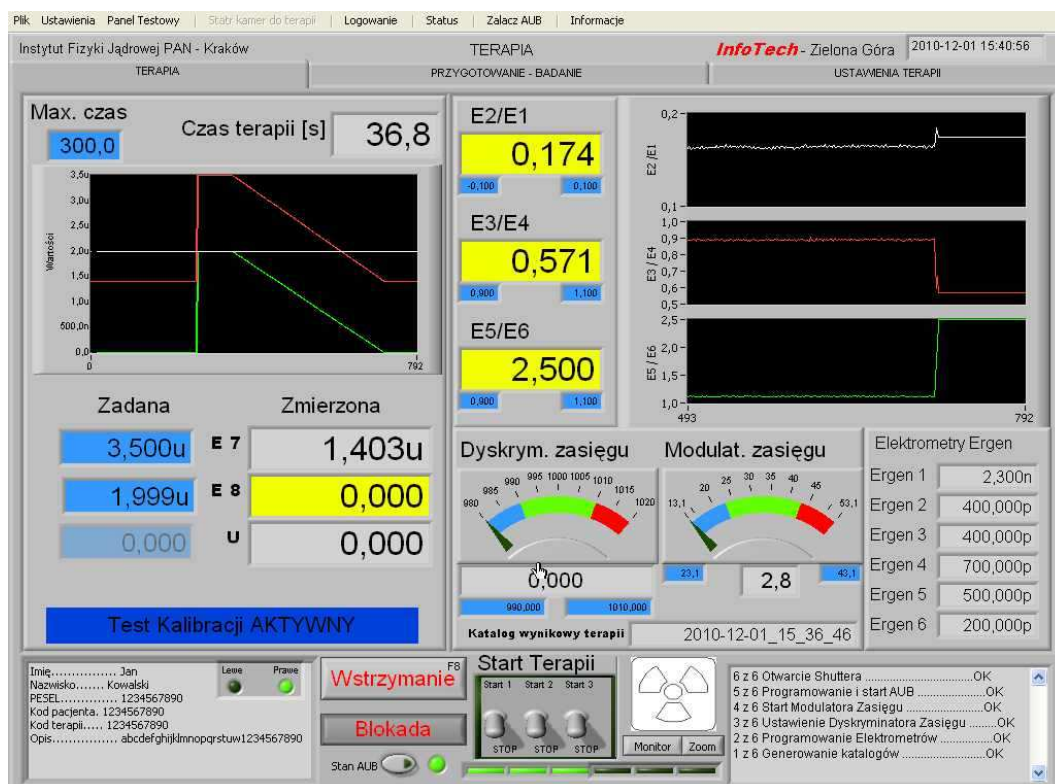 Plik Ustawienia Panel Testowy Statr kamer do terapii Logowanie Status Zalacz AUB Informacje
Instytut Fizyki Jądrowej PAN - Kraków TERAPIA InfoTech - Zielona Góra 2010-12-01 15:40:56
TERAPIA PRZYGOTOWANIE - BADANIE USTAWIENIA TERAPII
Max. czas
300,0
Czas terapii [s] 36,8
Wartości
3,5u
3,0u
2,5u
2,0u
1,5u
1,0u
500,0n
0,0
0 792
Zadana Zmierzona
3,500u E 7 1,403u
1,999u E 8 0,000
0,000 U 0,000
Test Kalibracji AKTYWNY
E2/E1
0,174
-0,100 0,100
E3/E4
0,571
0,900 1,100
E5/E6
2,500
0,900 1,100
E2 /E1
0,2
0,1
E3 / E4
1,0
0,9
0,8
0,7
0,6
0,5
E5 / E6
2,5
2,0
1,5
1,0
493 792
Dyskrym. zasięgu
980 985 990 995 1000 1005 1010 1015 1020
0,000
990,000 1010,000
Modulat. zasięgu
13,1 20 25 30 35 40 45 53,1
23,1 2,8 43,1
Katalog wynikowy terapii 2010-12-01_15_36_46
Elektrometry Ergen
Ergen 1 2,300n
Ergen 2 400,000p
Ergen 3 400,000p
Ergen 4 700,000p
Ergen 5 500,000p
Ergen 6 200,000p
Imię............... Jan
Nazwisko....... Kowalski
PESEL............... 1234567890
Kod pacjenta. 1234567890
Kod terapii..... 1234567890
Opis................ abcdefghijklmnopqrstuw1234567890
Lewe Prawe
Wstrzymanie F8
Blokada
Stan AUB
Start Terapii
Start 1 Start 2 Start 3
STOP STOP STOP
Monitor Zoom
6 z 6 Otwarcie Shuttera ............................OK
5 z 6 Programowanie i start AUB ................OK
4 z 6 Start Modulatora Zasięgu ..................OK
3 z 6 Ustawienie Dyskryminatora Zasięgu .......OK
2 z 6 Programowanie Elektrometrów ................OK
1 z 6 Generowanie katalogów ......................OK